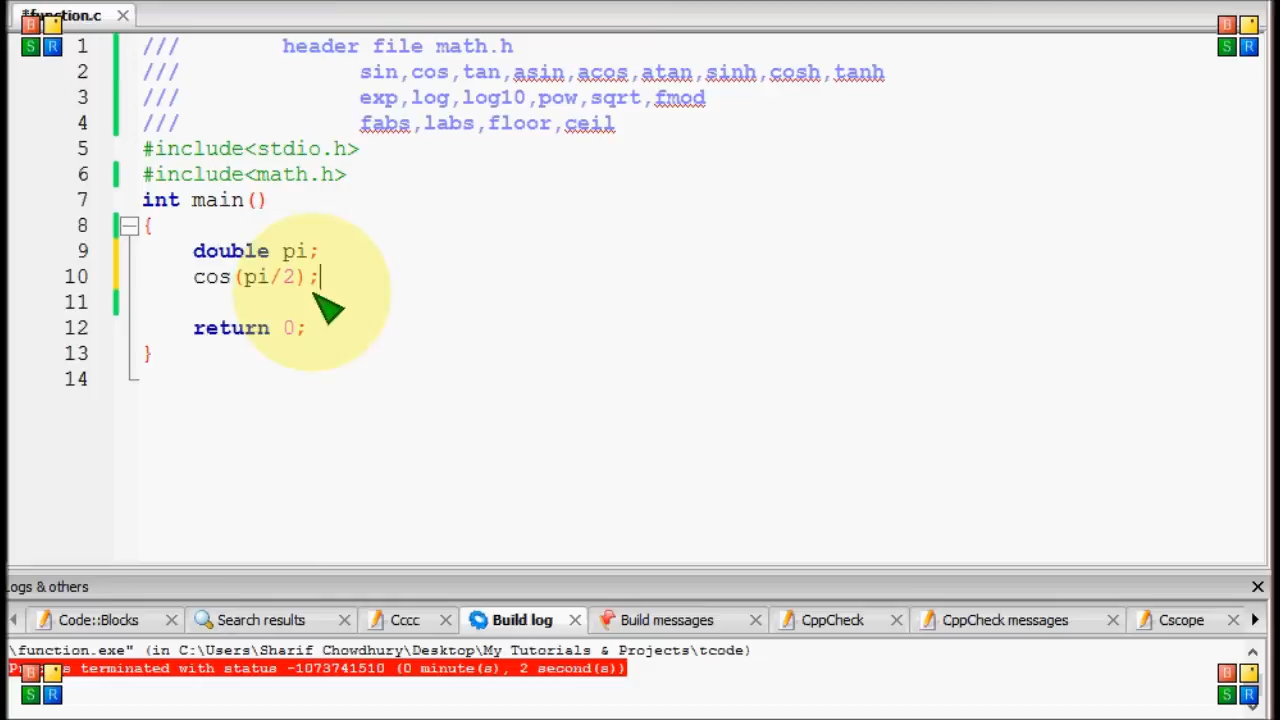 *function.c
B
S R
B
S R
1 /// header file math.h
2 /// sin,cos,tan,asin,acos,atan,sinh,cosh,tanh
3 /// exp,log,log10,pow,sqrt,fmod
4 /// fabs,labs,floor,ceil
5 #include<stdio.h>
6 #include<math.h>
7 int main()
8 {
9 double pi;
10 cos(pi/2);
11
12 return 0;
13 }
14
ogs & others
Code::Blocks Search results Cccc Build log Build messages CppCheck CppCheck messages Cscope
\function.exe" (in C:\Users\Sharif Chowdhury\Desktop\My Tutorials & Projects\tcode)
terminated with status -1073741510 (0 minute(s), 2 second(s))
B
S R
B
S R